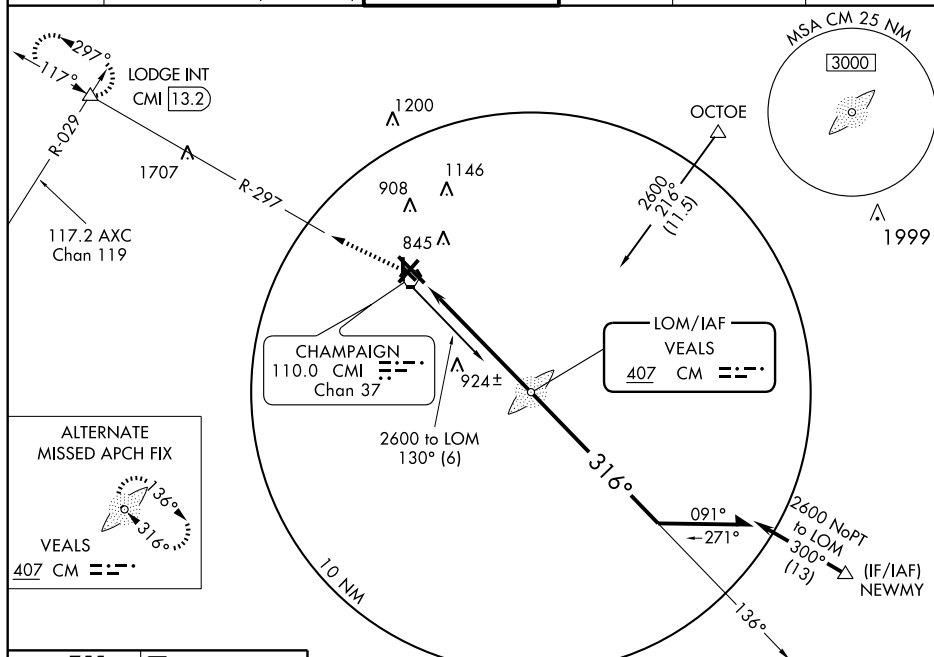 297°
117°
LODGE INT
CMI 13.2
R-029
1707
R-297
117.2 AXC
Chan 119
1200
1146
908
845
OCTOE
2600
216°
(11.5)
MSA CM 25 NM
3000
1999
CHAMPAIGN
110.0 CMI
Chan 37
924±
2600 to LOM
130° (6)
LOM/IAF
VEALS
407 CM
316°
091°
271°
2600 NoPT
to LOM
300°
(13)
(IF/IAF)
NEWMY
136°
10 NM
ALTERNATE
MISSED APCH FIX
136°
316°
VEALS
407 CM